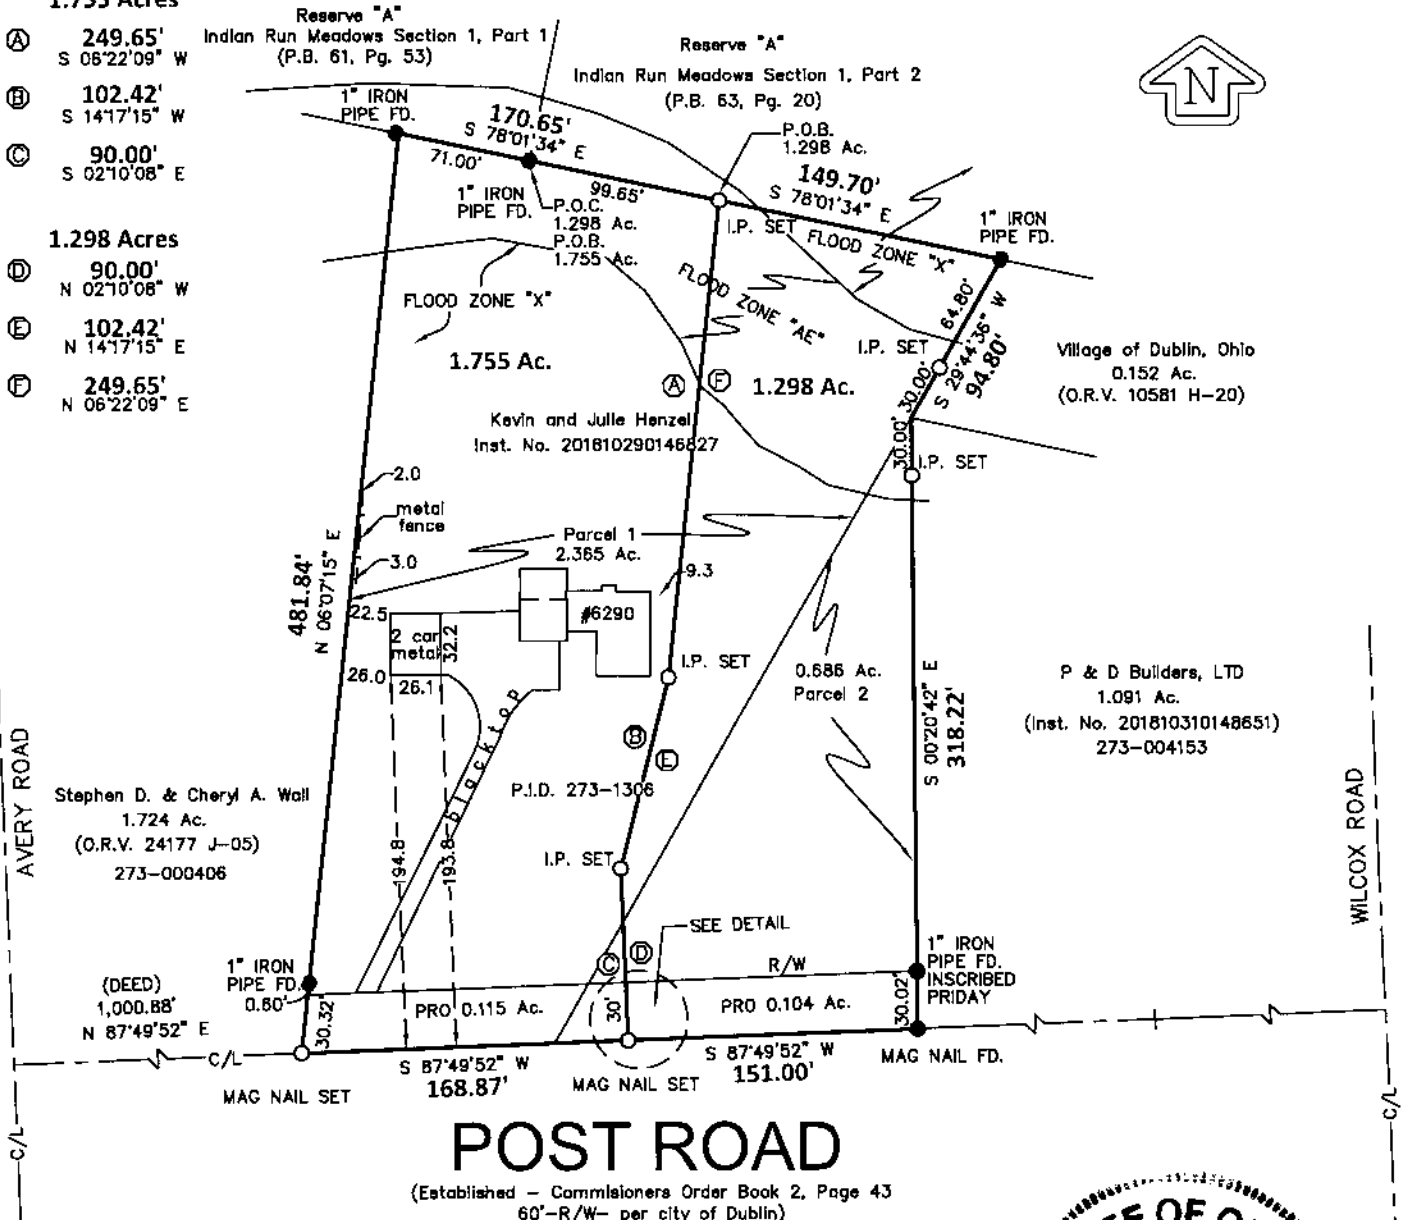 1.755 Acres
Ⓐ 249.65'
S 06°22'09" W
Ⓑ 102.42'
S 14°17'15" W
Ⓒ 90.00'
S 02°10'08" E
1.298 Acres
Ⓓ 90.00'
N 02°10'08" W
Ⓔ 102.42'
N 14°17'15" E
Ⓕ 249.65'
N 06°22'09" E
Reserve "A"
Indian Run Meadows Section 1, Part 1
(P.B. 61, Pg. 53)
Reserve "A"
Indian Run Meadows Section 1, Part 2
(P.B. 63, Pg. 20)
N
1" IRON
PIPE FD.
170.65'
S 78°01'34" E
71.00'
99.65'
1" IRON
PIPE FD.
P.O.C.
1.298 Ac.
P.O.B.
1.755 Ac.
P.O.B.
1.298 Ac.
149.70'
S 78°01'34" E
I.P. SET
FLOOD ZONE "X"
1" IRON
PIPE FD.
FLOOD ZONE "X"
FLOOD ZONE "AE"
64.80'
S 29°44'36" W
94.80'
I.P. SET
30.00'
30.00'
I.P. SET
Village of Dublin, Ohio
0.152 Ac.
(O.R.V. 10581 H-20)
1.755 Ac.
Ⓐ Ⓕ
1.298 Ac.
Kevin and Julie Henzel
Inst. No. 201810290146827
2.0
metal
fence
3.0
Parcel 1
2.365 Ac.
9.3
481.84'
N 06°07'15" E
22.5
2 car
metal
32.2
26.0
26.1
#6290
I.P. SET
0.686 Ac.
Parcel 2
S 00°20'42" E
318.22'
P & D Builders, LTD
1.091 Ac.
(Inst. No. 201810310148651)
273-004153
Ⓑ
Ⓔ
blacktop
P.I.D. 273-1306
AVERY ROAD
Stephen D. & Cheryl A. Wall
1.724 Ac.
(O.R.V. 24177 J-05)
273-000406
194.8
193.8
I.P. SET
WILCOX ROAD
SEE DETAIL
Ⓒ Ⓓ
R/W
1" IRON
PIPE FD.
INSCRIBED
PRIDAY
1" IRON
PIPE FD.
0.60'
(DEED)
1,000.88'
N 87°49'52" E
30.32'
PRO 0.115 Ac.
30'
PRO 0.104 Ac.
30.02'
C/L
S 87°49'52" W
168.87'
S 87°49'52" W
151.00'
MAG NAIL SET
MAG NAIL SET
MAG NAIL FD.
C/L
C/L
POST ROAD
(Established - Commisioners Order Book 2, Page 43
60'-R/W- per city of Dublin)